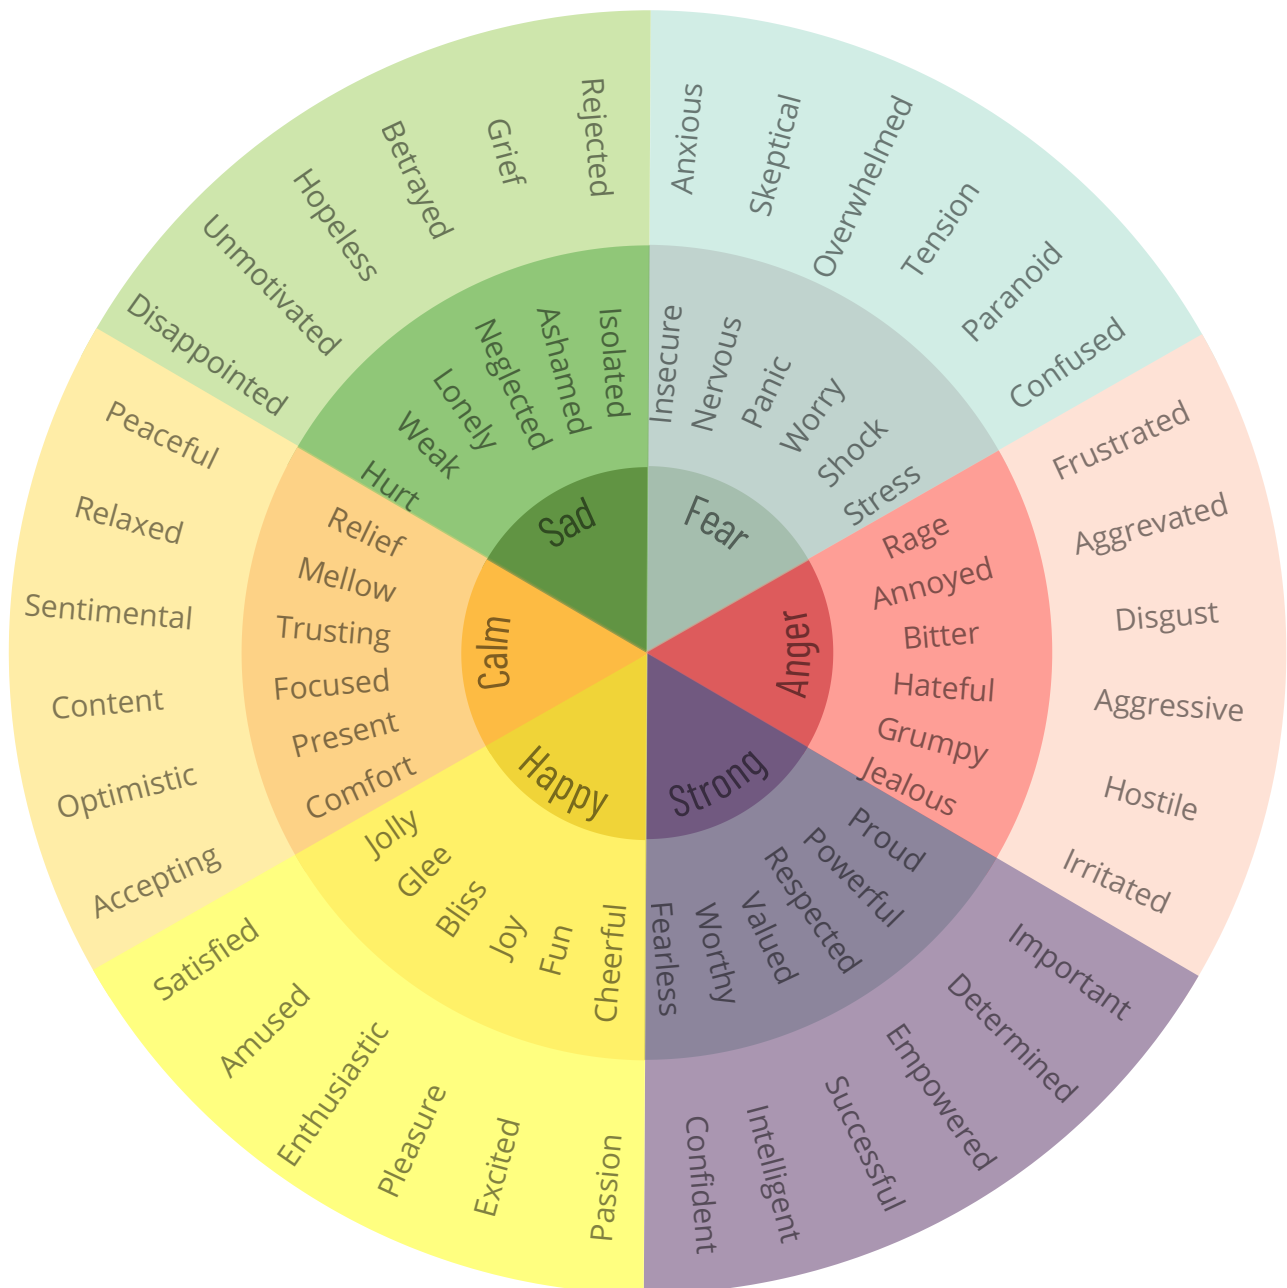 Fear
Insecure
Nervous
Panic
Worry
Shock
Stress
Anxious
Skeptical
Overwhelmed
Tension
Paranoid
Confused
Anger
Rage
Annoyed
Bitter
Hateful
Grumpy
Jealous
Frustrated
Aggrevated
Disgust
Aggressive
Hostile
Irritated
Strong
Proud
Powerful
Respected
Valued
Worthy
Fearless
Important
Determined
Empowered
Successful
Intelligent
Confident
Happy
Cheerful
Fun
Joy
Bliss
Glee
Jolly
Passion
Excited
Pleasure
Enthusiastic
Amused
Satisfied
Calm
Comfort
Present
Focused
Trusting
Mellow
Relief
Accepting
Optimistic
Content
Sentimental
Relaxed
Peaceful
Sad
Hurt
Weak
Lonely
Neglected
Ashamed
Isolated
Disappointed
Unmotivated
Hopeless
Betrayed
Grief
Rejected